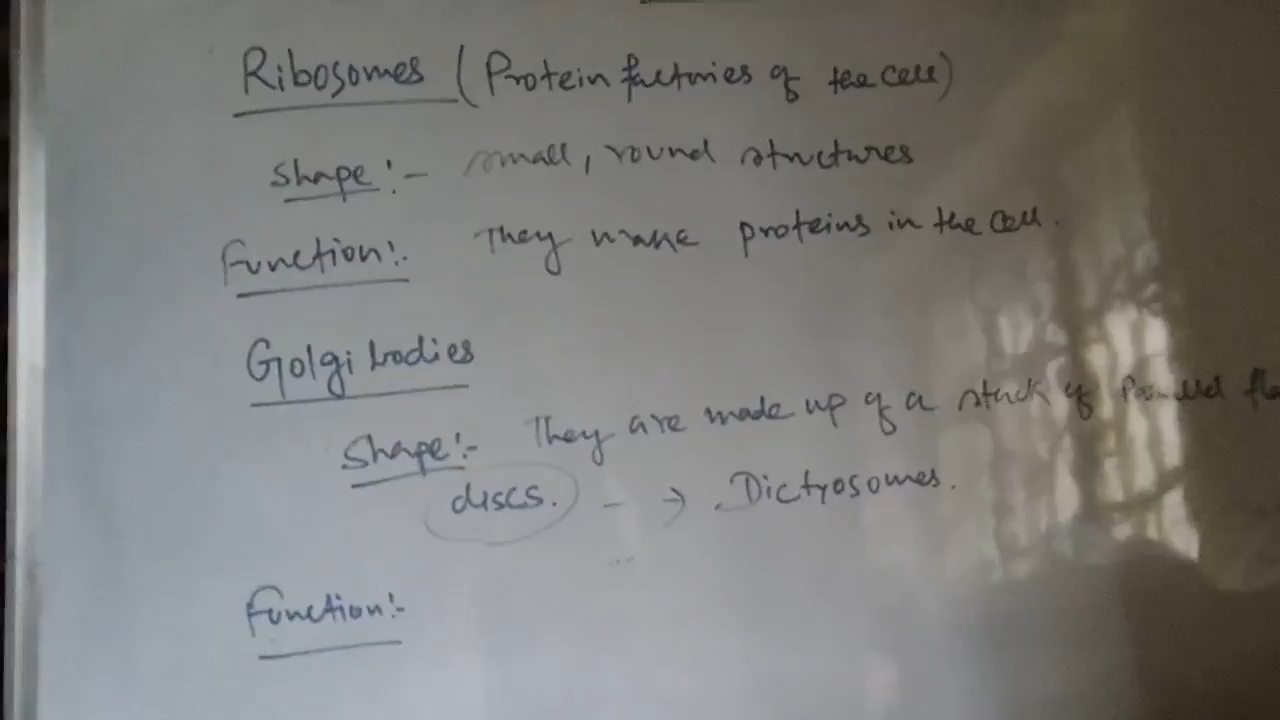 Ribosomes (Protein factories of the cell)
Shape:- small, round structures
Function:. They make proteins in the cell.
Golgi bodies
Shape:- They are made up of a stack of
discs. - → Dictyosomes.
Function:-